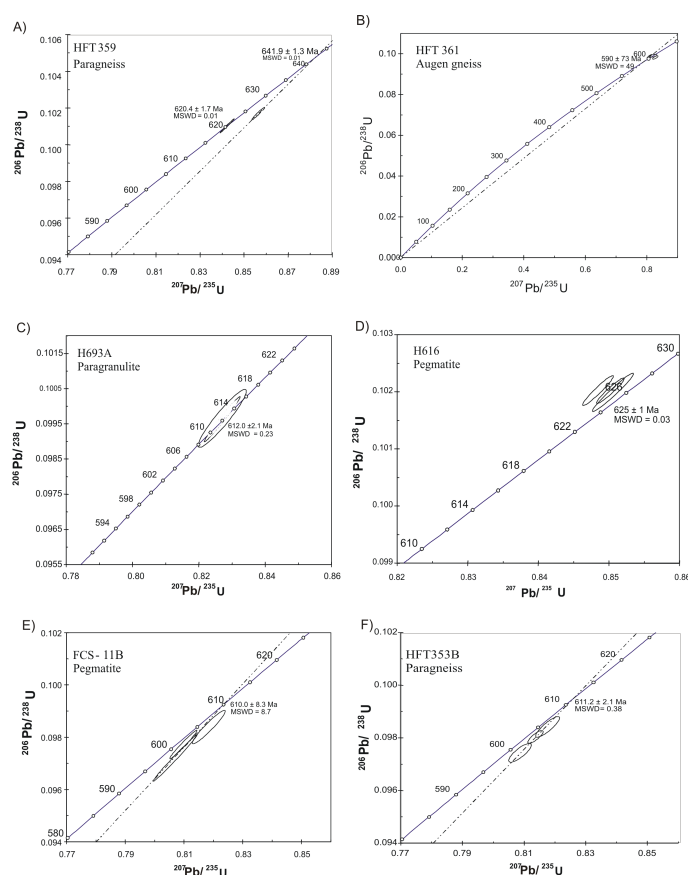 A)
HFT 359
Paragneiss
641.9 ± 1.3 Ma
MSWD = 0.01
620.4 ± 1.7 Ma
MSWD = 0.01
590
600
610
620
630
640
0.106
0.104
0.102
0.100
0.098
0.096
0.094
0.77
0.79
0.81
0.83
0.85
0.87
0.89
206Pb/238U
207Pb/235U
B)
HFT 361
Augen gneiss
590 ± 73 Ma
MSWD = 49
100
200
300
400
500
600
0.10
0.08
0.06
0.04
0.02
0.00
0.0
0.2
0.4
0.6
0.8
206Pb/238U
207Pb/235U
C)
H693A
Paragranulite
612.0 ±2.1 Ma
MSWD = 0.23
594
598
602
606
610
614
618
622
0.1015
0.1005
0.0995
0.0985
0.0975
0.0965
0.0955
0.78
0.80
0.82
0.84
0.86
206Pb/ 238U
207Pb/235U
D)
H616
Pegmatite
625 ± 1 Ma
MSWD = 0.03
610
614
618
622
626
630
0.103
0.102
0.101
0.100
0.099
0.82
0.83
0.84
0.85
0.86
206Pb/ 238U
207 Pb/235U
E)
FCS - 11B
Pegmatite
610.0 ± 8.3 Ma
MSWD = 8.7
580
590
600
610
620
0.102
0.100
0.098
0.096
0.094
0.77
0.79
0.81
0.83
0.85
206Pb/ 238U
207Pb/235U
F)
HFT353B
Paragneiss
611.2 ± 2.1 Ma
MSWD= 0.38
590
600
610
620
0.102
0.100
0.098
0.096
0.094
0.77
0.79
0.81
0.83
0.85
206Pb/ 238U
207Pb/235U